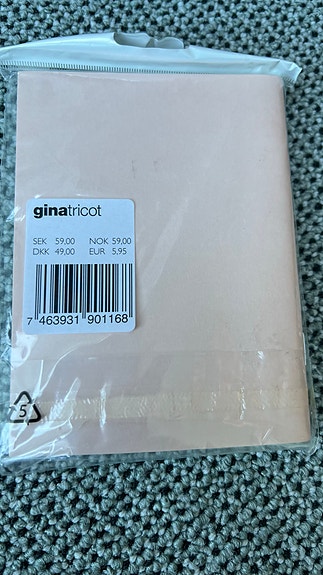 ginatricot
SEK 59,00 NOK 59,00
DKK 49,00 EUR 5,95
7 463931 901168
5